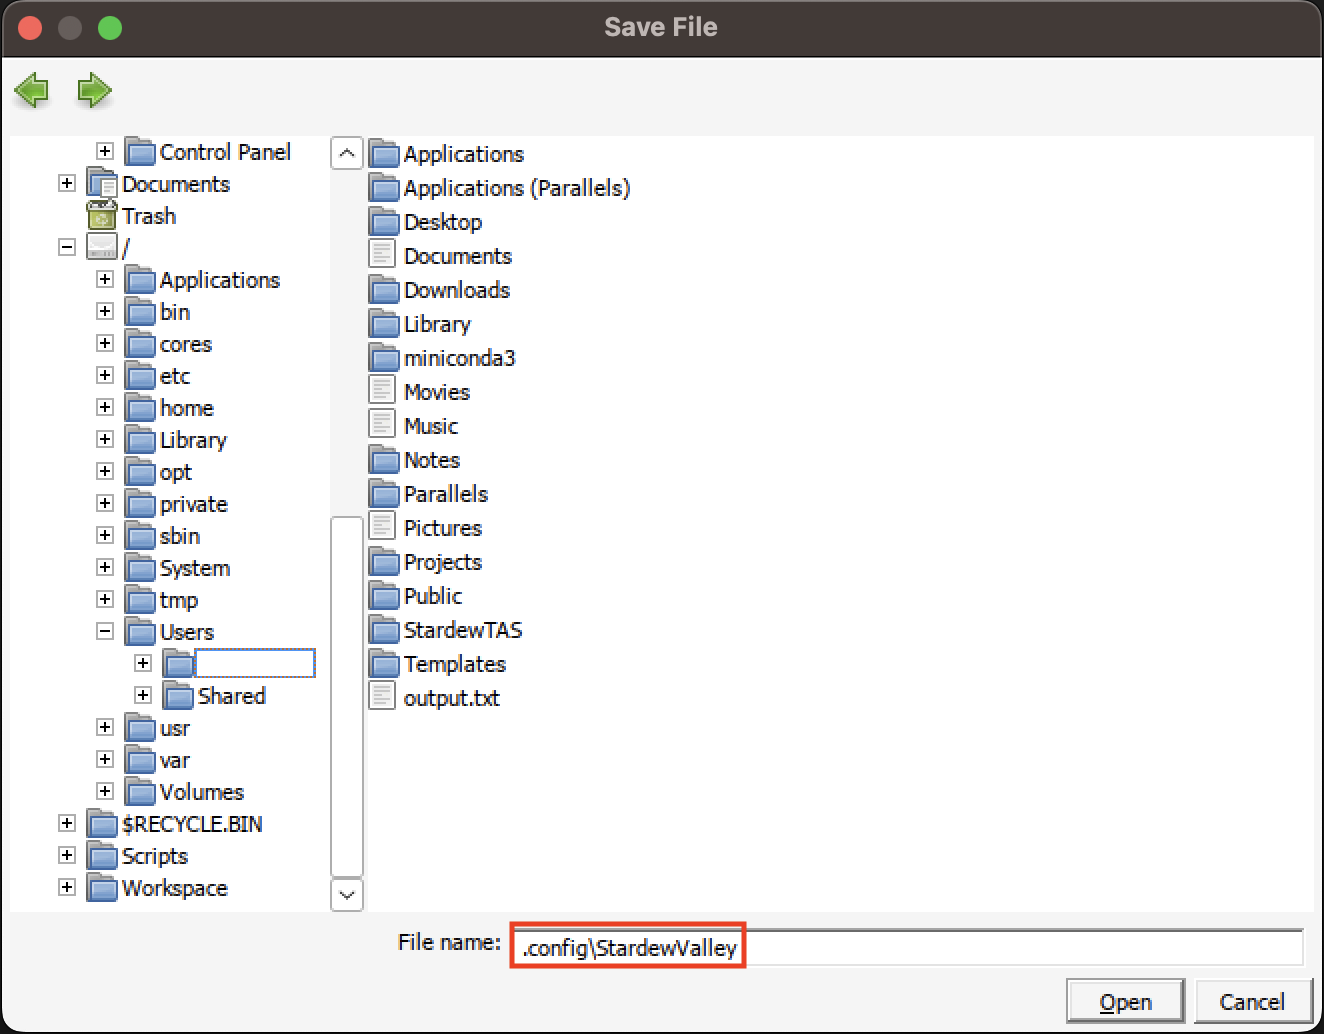 Save File
Control Panel
Documents
Trash
/
Applications
bin
cores
etc
home
Library
opt
private
sbin
System
tmp
Users
Shared
usr
var
Volumes
$RECYCLE.BIN
Scripts
Workspace
Applications
Applications (Parallels)
Desktop
Documents
Downloads
Library
miniconda3
Movies
Music
Notes
Parallels
Pictures
Projects
Public
StardewTAS
Templates
output.txt
File name: .config\StardewValley
Open Cancel